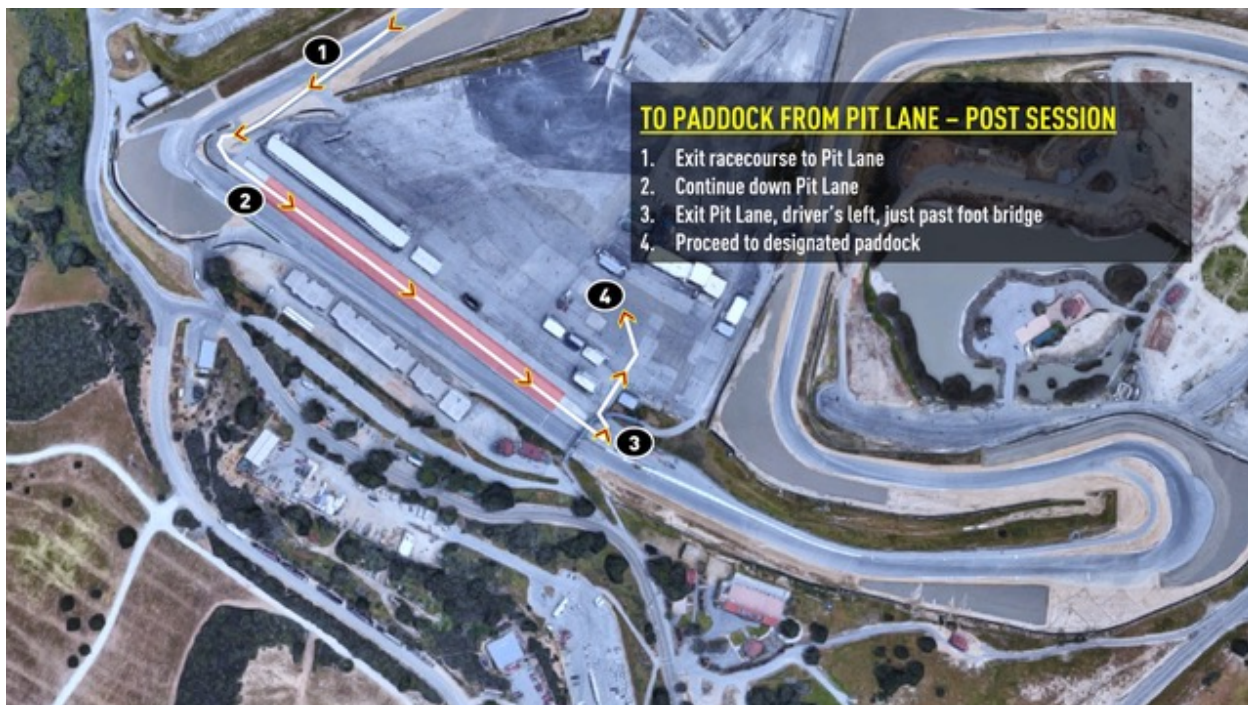 TO PADDOCK FROM PIT LANE – POST SESSION
1. Exit racecourse to Pit Lane
2. Continue down Pit Lane
3. Exit Pit Lane, driver's left, just past foot bridge
4. Proceed to designated paddock
1
2
3
4